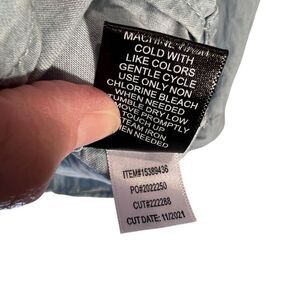 MACHINE WASH
COLD WITH
LIKE COLORS
GENTLE CYCLE
USE ONLY NON
CHLORINE BLEACH
WHEN NEEDED
TUMBLE DRY LOW
REMOVE PROMPTLY
TOUCH UP
STEAM IRON
WHEN NEEDED
ITEM#15389436
PO#2022250
CUT#222288
CUT DATE: 11/2021